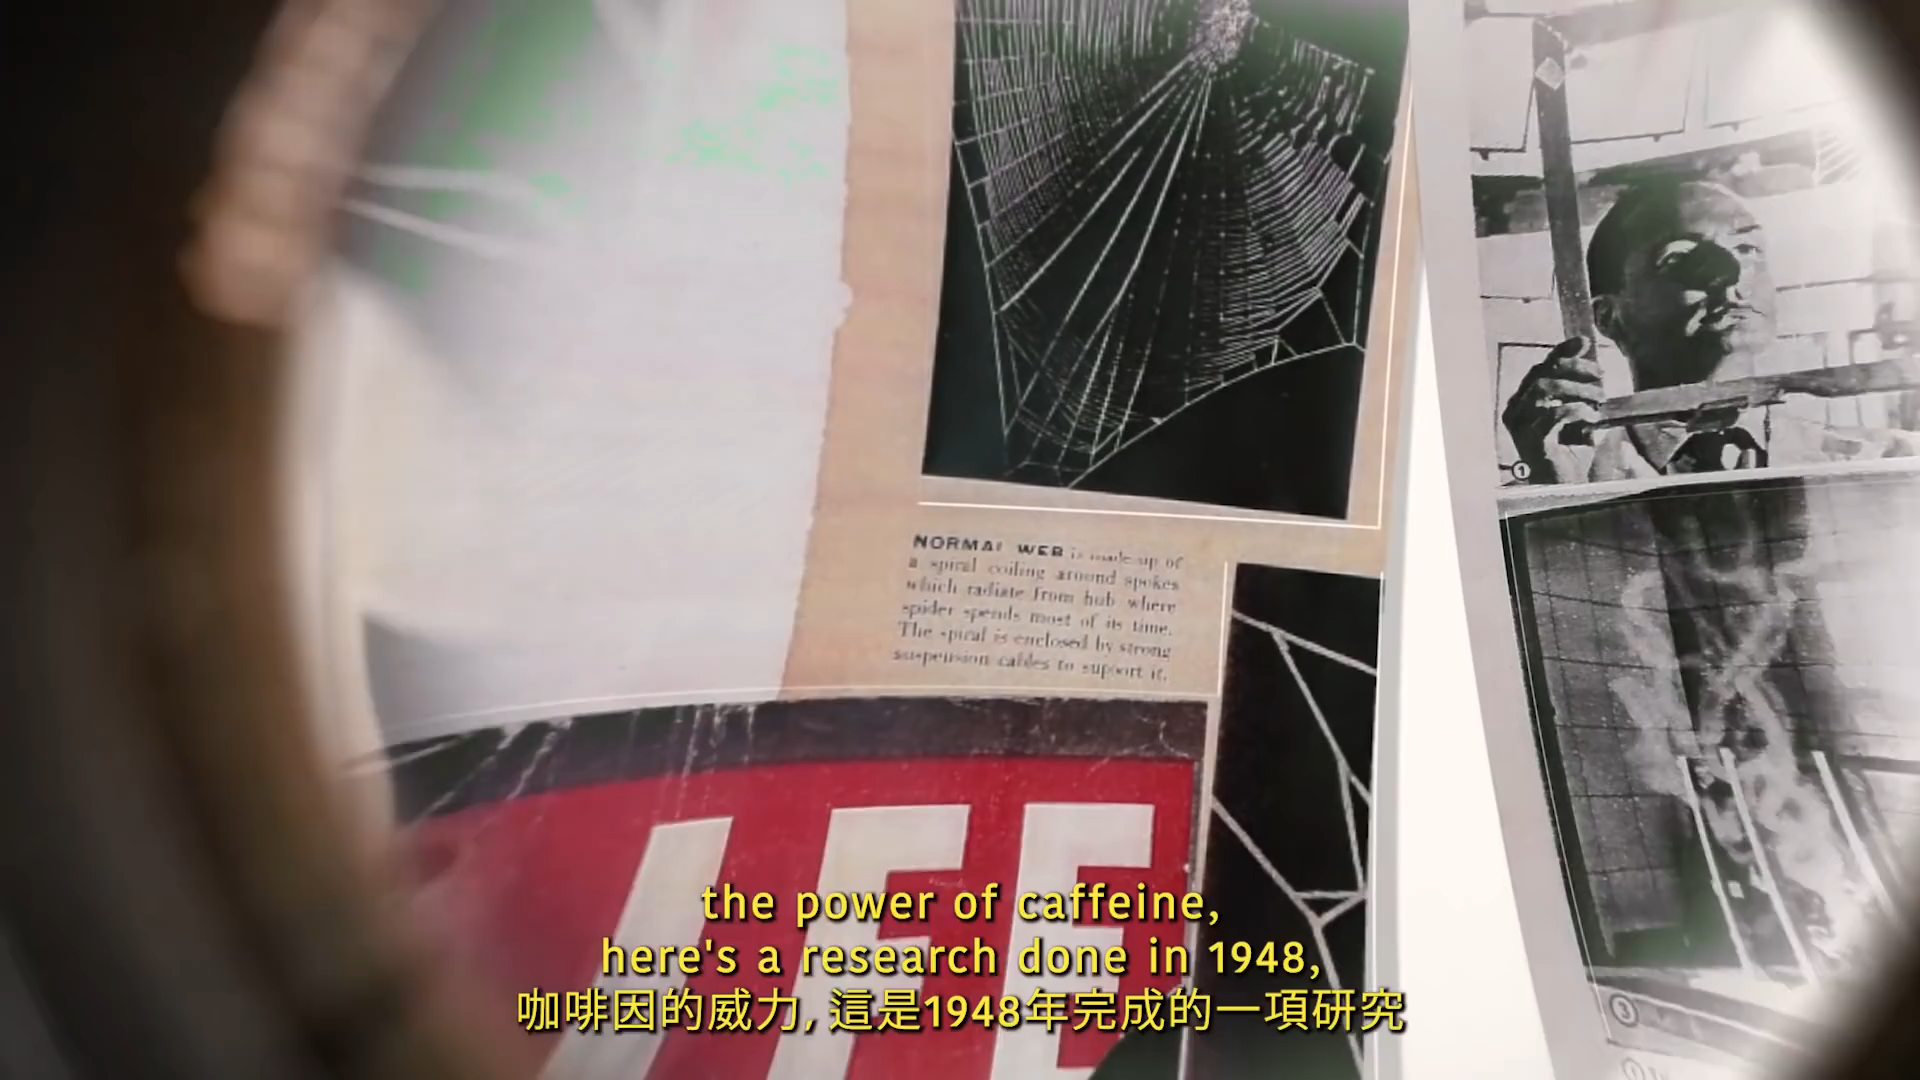 NORMAL WEB is made up of
a spiral coiling around spokes
which radiate from hub where
spider spends most of its time.
The spiral is enclosed by strong
suspension cables to support it.
1
3
the power of caffeine,
here's a research done in 1948,
咖啡因的威力, 這是1948年完成的一項研究